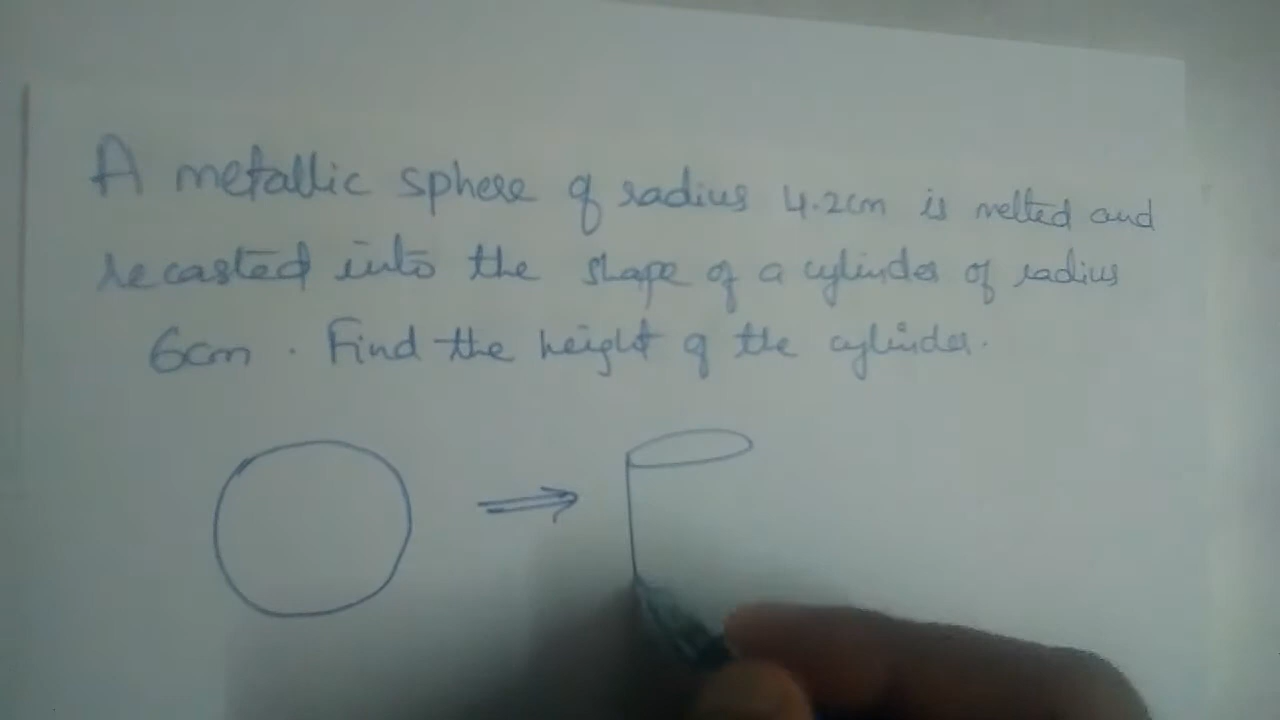 A metallic sphere of radius 4.2cm is melted and
recasted into the shape of a cylinder of radius
6cm. Find the height of the cylinder.